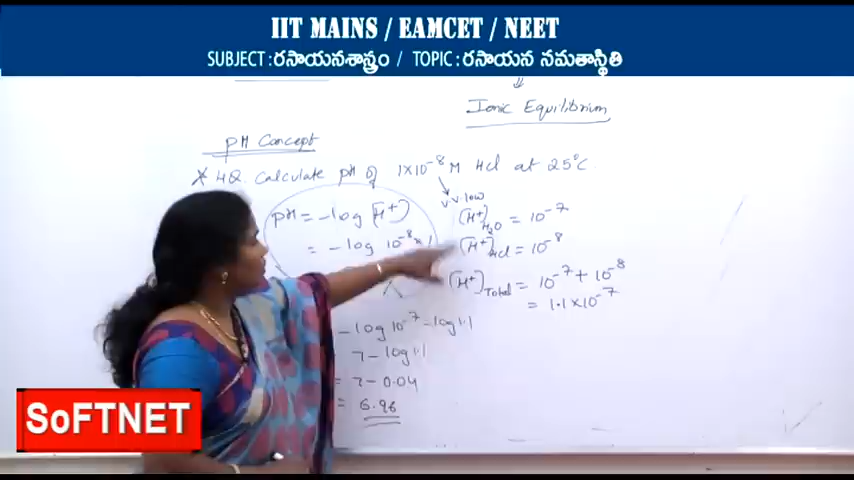 IIT MAINS / EAMCET / NEET
SUBJECT : రసాయనశాస్త్రం / TOPIC : రసాయన సమతాస్థితి
⇓
Ionic Equilibrium
pH Concept
* 4Q. Calculate pH of 1×10⁻⁸ M Hcl at 25°C.
v.v.low
pH = -log [H⁺]
= -log 10⁻⁸
[H⁺]H₂O = 10⁻⁷
[H⁺]Hcl = 10⁻⁸
[H⁺]Total = 10⁻⁷ + 10⁻⁸
= 1.1×10⁻⁷
-log 10⁻⁷ - log 1.1
7 - log 1.1
= 7 - 0.04
= 6.96
SoFTNET